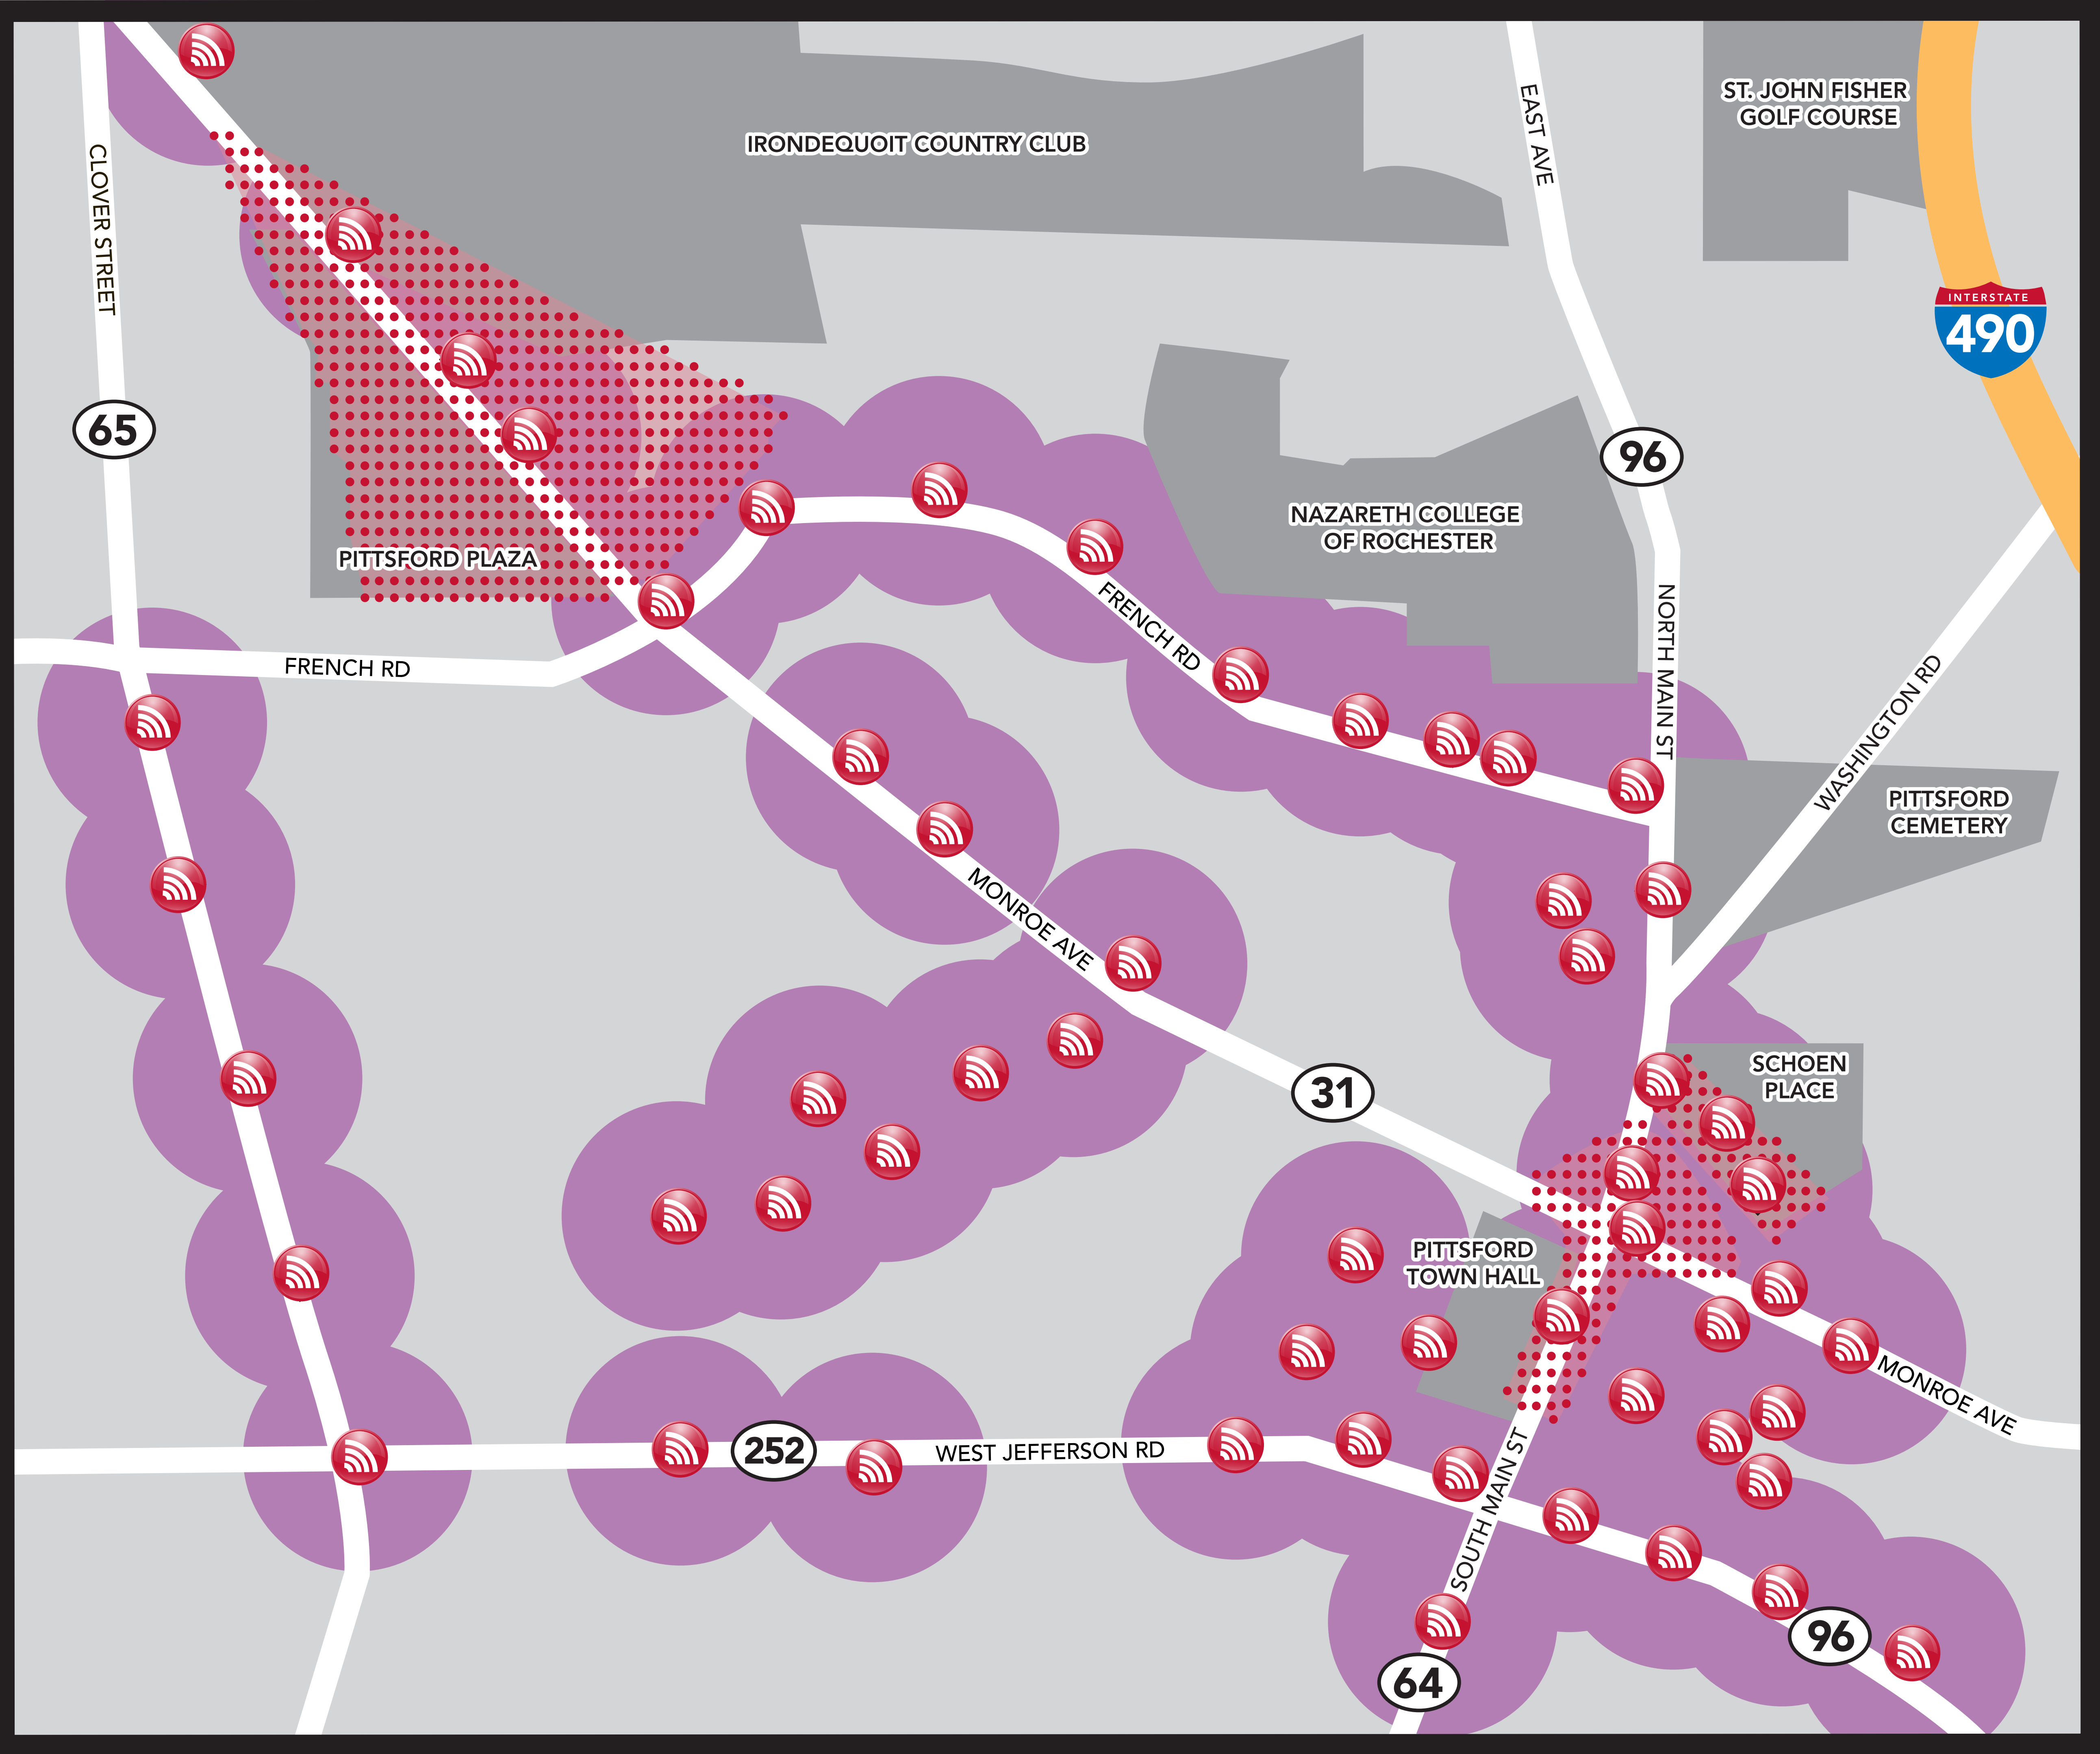 IRONDEQUOIT COUNTRY CLUB
ST. JOHN FISHER
GOLF COURSE
EAST AVE
CLOVER STREET
INTERSTATE
490
65
96
NAZARETH COLLEGE
OF ROCHESTER
PITTSFORD PLAZA
FRENCH RD
FRENCH RD
NORTH MAIN ST
WASHINGTON RD
PITTSFORD
CEMETERY
MONROE AVE
31
SCHOEN
PLACE
PITTSFORD
TOWN HALL
MONROE AVE
252
WEST JEFFERSON RD
SOUTH MAIN ST
96
64